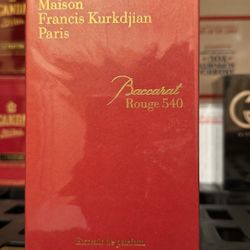 Maison
Francis Kurkdjian
Paris
Baccarat
Rouge 540
Extrait de parfum